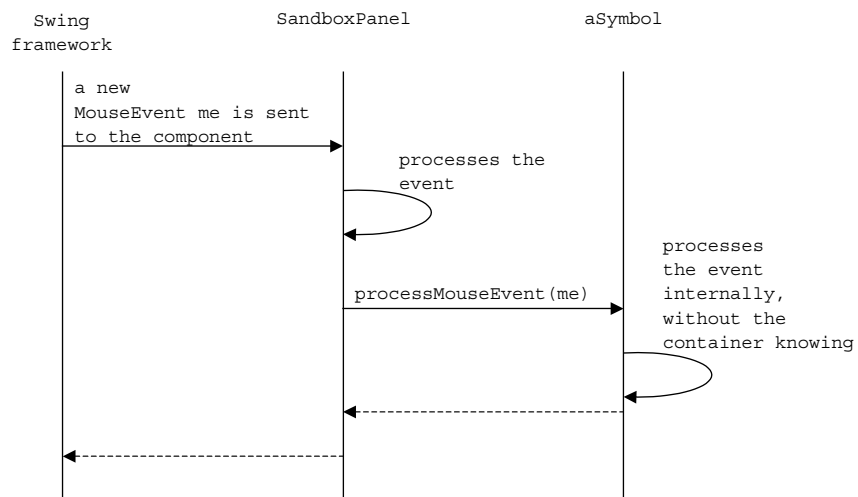 Swing
framework
SandboxPanel
aSymbol
a new
MouseEvent me is sent
to the component
processes the
event
processMouseEvent(me)
processes
the event
internally,
without the
container knowing